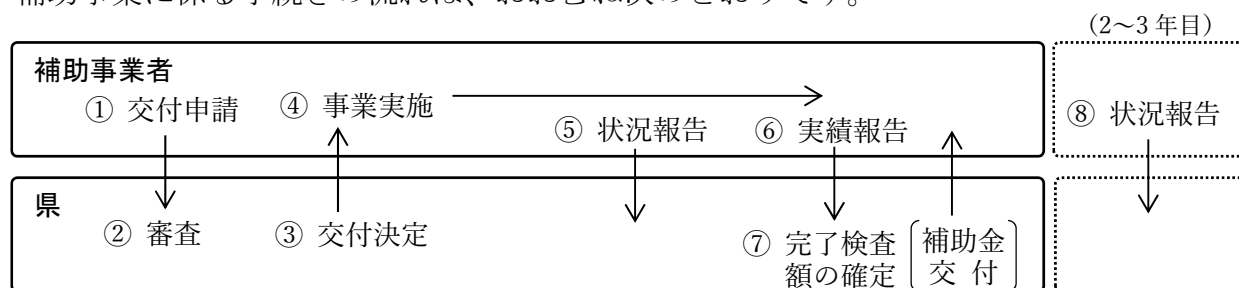 補助事業に係る手続きの流れは、おおむね次のとおりです。
(2～3 年目)
補助事業者
① 交付申請
④ 事業実施
⑤ 状況報告
⑥ 実績報告
⑧ 状況報告
県
② 審査
③ 交付決定
⑦ 完了検査
額の確定
補助金
交 付